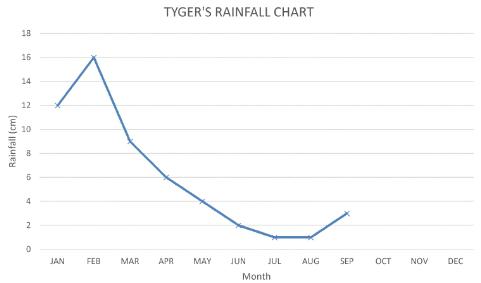 TYGER'S RAINFALL CHART
18
16
14
12
10
8
6
4
2
0
Rainfall (cm)
JAN FEB MAR APR MAY JUN JUL AUG SEP OCT NOV DEC
Month